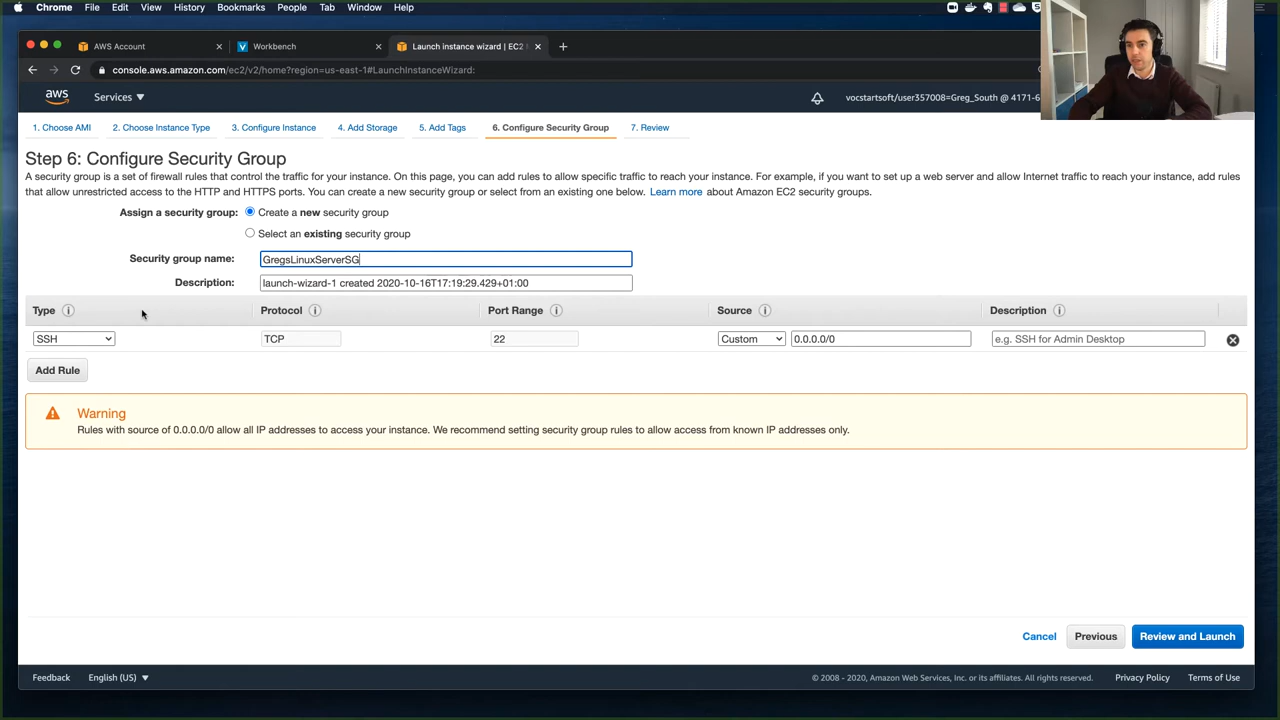 Chrome File Edit View History Bookmarks People Tab Window Help
AWS Account
Workbench
Launch instance wizard | EC2
console.aws.amazon.com/ec2/v2/home?region=us-east-1#LaunchInstanceWizard:
aws Services vocstartsoft/user357008=Greg_South @ 4171-6
1. Choose AMI 2. Choose Instance Type 3. Configure Instance 4. Add Storage 5. Add Tags 6. Configure Security Group 7. Review
Step 6: Configure Security Group
A security group is a set of firewall rules that control the traffic for your instance. On this page, you can add rules to allow specific traffic to reach your instance. For example, if you want to set up a web server and allow Internet traffic to reach your instance, add rules
that allow unrestricted access to the HTTP and HTTPS ports. You can create a new security group or select from an existing one below. Learn more about Amazon EC2 security groups.
Assign a security group: Create a new security group
Select an existing security group
Security group name: GregsLinuxServerSG
Description: launch-wizard-1 created 2020-10-16T17:19:29.429+01:00
Type i Protocol i Port Range i Source i Description i
SSH TCP 22 Custom 0.0.0.0/0 e.g. SSH for Admin Desktop
Add Rule
Warning
Rules with source of 0.0.0.0/0 allow all IP addresses to access your instance. We recommend setting security group rules to allow access from known IP addresses only.
Cancel Previous Review and Launch
Feedback English (US) © 2008 - 2020, Amazon Web Services, Inc. or its affiliates. All rights reserved. Privacy Policy Terms of Use